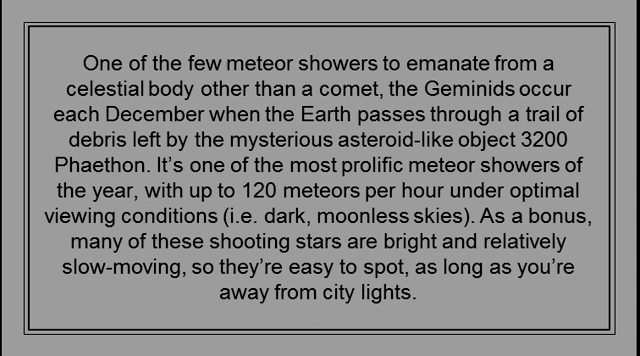 One of the few meteor showers to emanate from a
celestial body other than a comet, the Geminids occur
each December when the Earth passes through a trail of
debris left by the mysterious asteroid-like object 3200
Phaethon. It’s one of the most prolific meteor showers of
the year, with up to 120 meteors per hour under optimal
viewing conditions (i.e. dark, moonless skies). As a bonus,
many of these shooting stars are bright and relatively
slow-moving, so they’re easy to spot, as long as you’re
away from city lights.